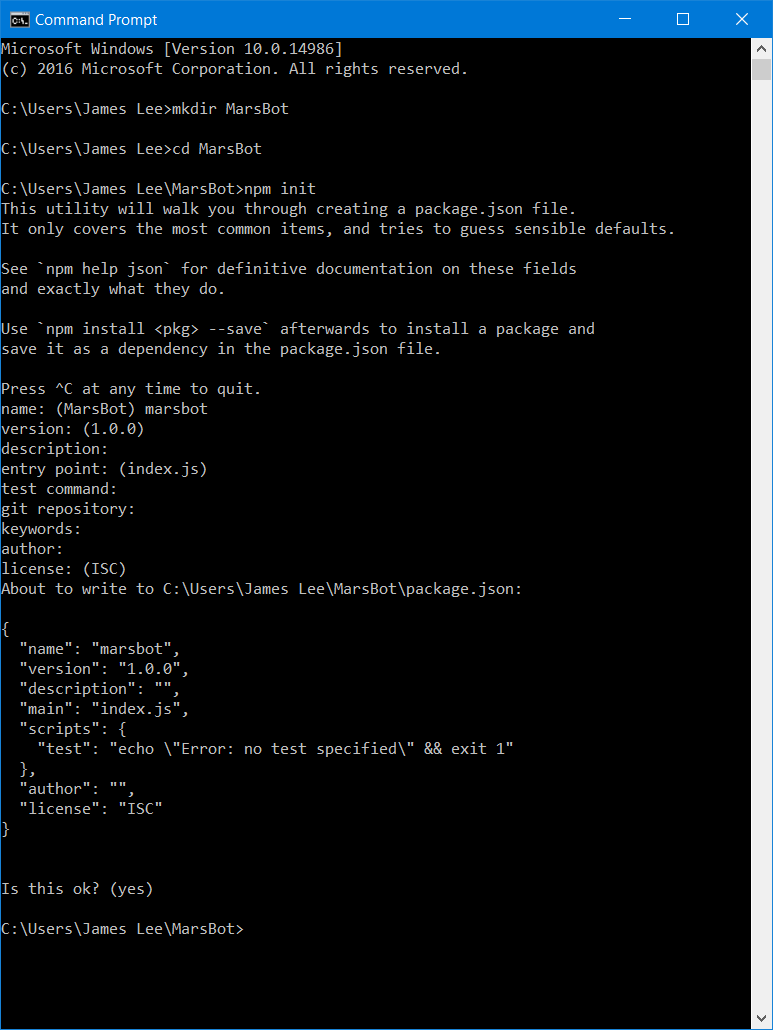 Command Prompt
Microsoft Windows [Version 10.0.14986]
(c) 2016 Microsoft Corporation. All rights reserved.

C:\Users\James Lee>mkdir MarsBot

C:\Users\James Lee>cd MarsBot

C:\Users\James Lee\MarsBot>npm init
This utility will walk you through creating a package.json file.
It only covers the most common items, and tries to guess sensible defaults.

See `npm help json` for definitive documentation on these fields
and exactly what they do.

Use `npm install <pkg> --save` afterwards to install a package and
save it as a dependency in the package.json file.

Press ^C at any time to quit.
name: (MarsBot) marsbot
version: (1.0.0)
description:
entry point: (index.js)
test command:
git repository:
keywords:
author:
license: (ISC)
About to write to C:\Users\James Lee\MarsBot\package.json:

{
  "name": "marsbot",
  "version": "1.0.0",
  "description": "",
  "main": "index.js",
  "scripts": {
    "test": "echo \"Error: no test specified\" && exit 1"
  },
  "author": "",
  "license": "ISC"
}


Is this ok? (yes)

C:\Users\James Lee\MarsBot>